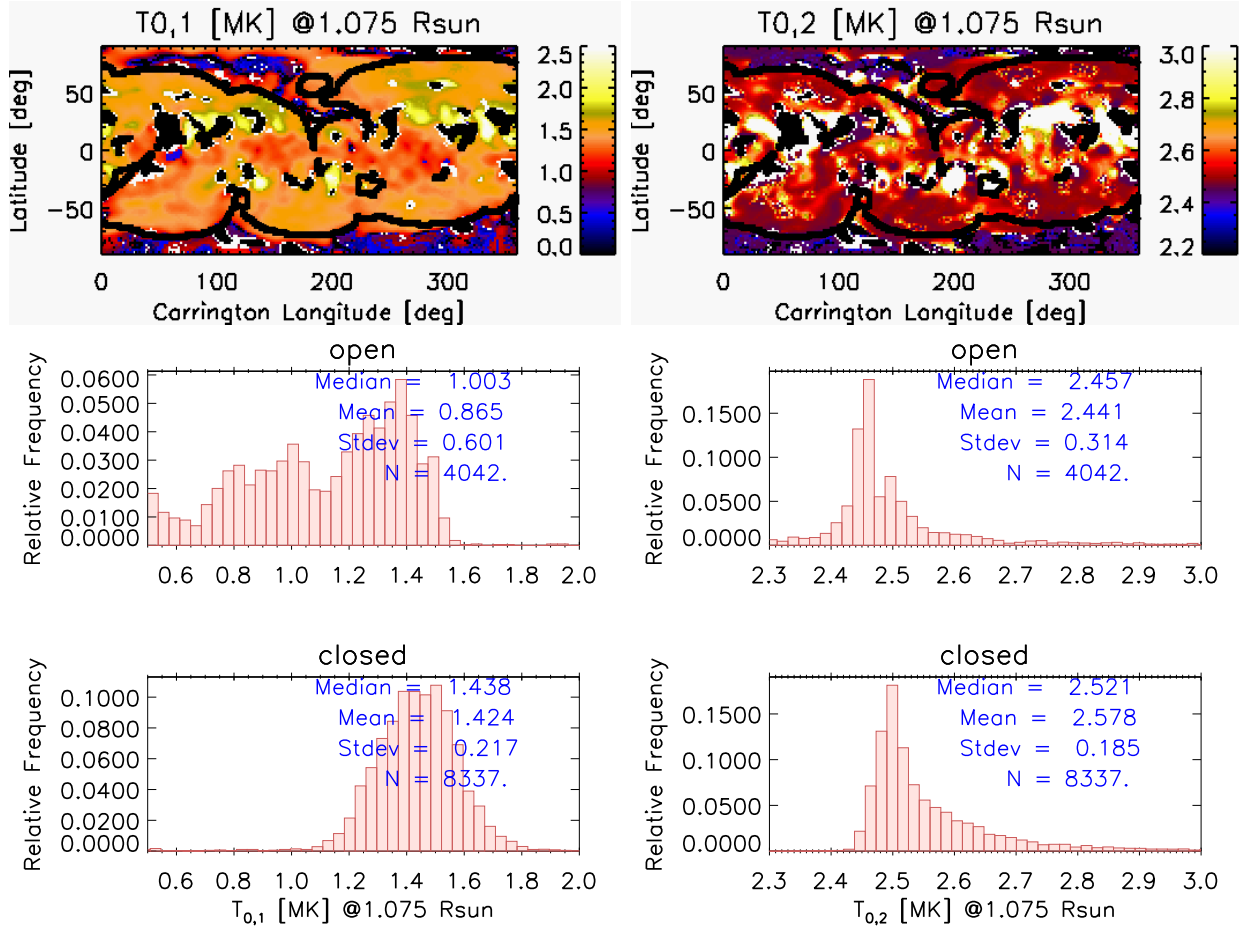 T0,1 [MK] @1.075 Rsun
Latitude [deg]
50
0
−50
0 100 200 300
Carrington Longitude [deg]
2.5
2.0
1.5
1.0
0.5
0.0
T0,2 [MK] @1.075 Rsun
Latitude [deg]
50
0
−50
0 100 200 300
Carrington Longitude [deg]
3.0
2.8
2.6
2.4
2.2
open
Relative Frequency
0.0600
0.0500
0.0400
0.0300
0.0200
0.0100
0.0000
Median = 1.003
Mean = 0.865
Stdev = 0.601
N = 4042.
0.6 0.8 1.0 1.2 1.4 1.6 1.8 2.0
open
Relative Frequency
0.1500
0.1000
0.0500
0.0000
Median = 2.457
Mean = 2.441
Stdev = 0.314
N = 4042.
2.3 2.4 2.5 2.6 2.7 2.8 2.9 3.0
closed
Relative Frequency
0.1000
0.0800
0.0600
0.0400
0.0200
0.0000
Median = 1.438
Mean = 1.424
Stdev = 0.217
N = 8337.
0.6 0.8 1.0 1.2 1.4 1.6 1.8 2.0
T0,1 [MK] @1.075 Rsun
closed
Relative Frequency
0.1500
0.1000
0.0500
0.0000
Median = 2.521
Mean = 2.578
Stdev = 0.185
N = 8337.
2.3 2.4 2.5 2.6 2.7 2.8 2.9 3.0
T0,2 [MK] @1.075 Rsun